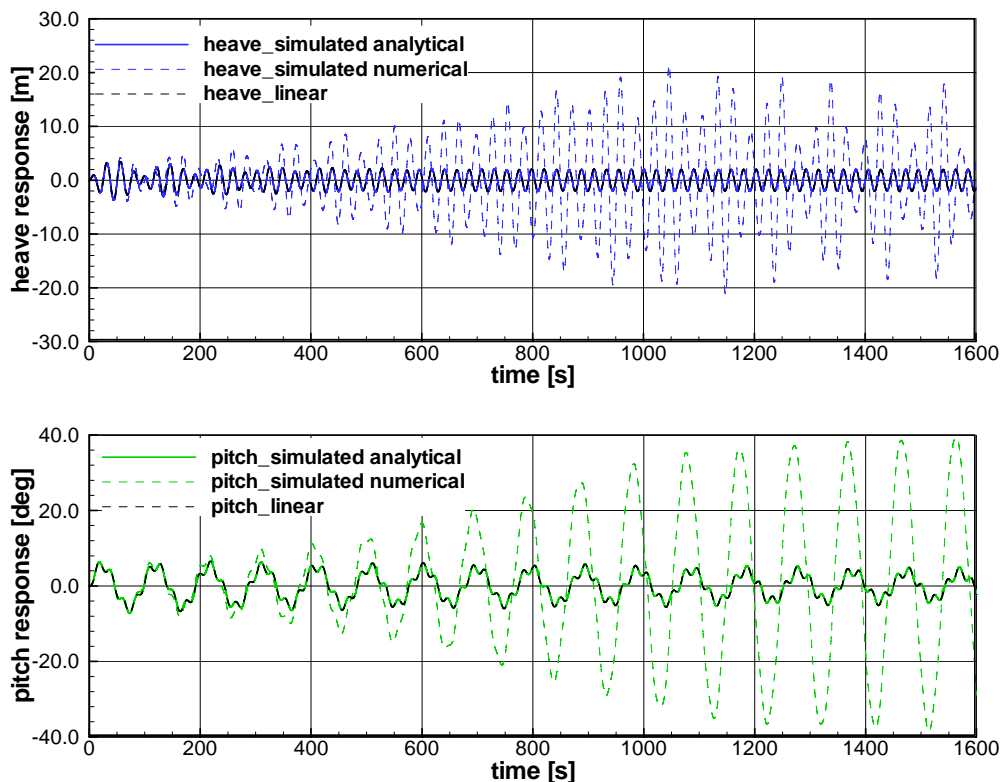 30.0
20.0
10.0
0.0
-10.0
-20.0
-30.0
heave response [m]
heave_simulated analytical
heave_simulated numerical
heave_linear
0 200 400 600 800 1000 1200 1400 1600
time [s]
40.0
20.0
0.0
-20.0
-40.0
pitch response [deg]
pitch_simulated analytical
pitch_simulated numerical
pitch_linear
0 200 400 600 800 1000 1200 1400 1600
time [s]